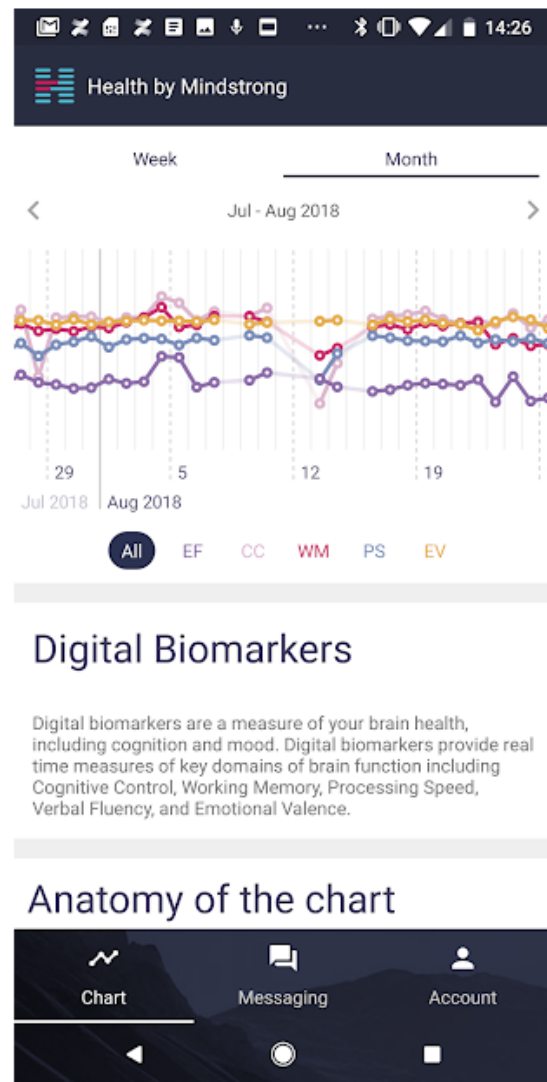 14:26
Health by Mindstrong
Week Month
Jul - Aug 2018
29 5 12 19
Jul 2018 Aug 2018
All EF CC WM PS EV
Digital Biomarkers
Digital biomarkers are a measure of your brain health,
including cognition and mood. Digital biomarkers provide real
time measures of key domains of brain function including
Cognitive Control, Working Memory, Processing Speed,
Verbal Fluency, and Emotional Valence.
Anatomy of the chart
Chart Messaging Account